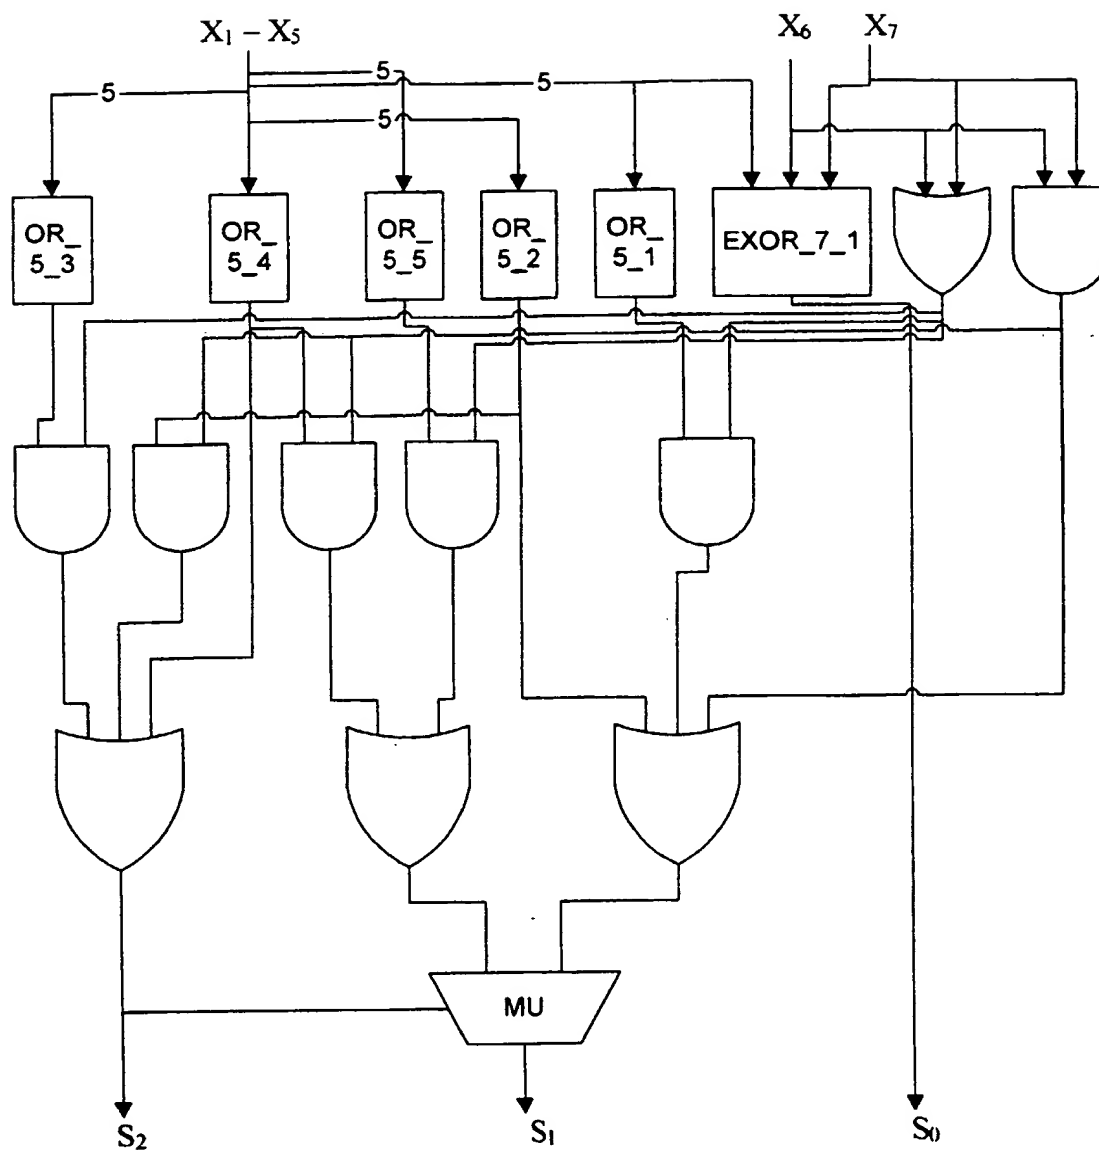 X₁ – X₅
X₆
X₇
5
5
5
5
OR_
5_3
OR_
5_4
OR_
5_5
OR_
5_2
OR_
5_1
EXOR_7_1
MU
S₂
S₁
S₀